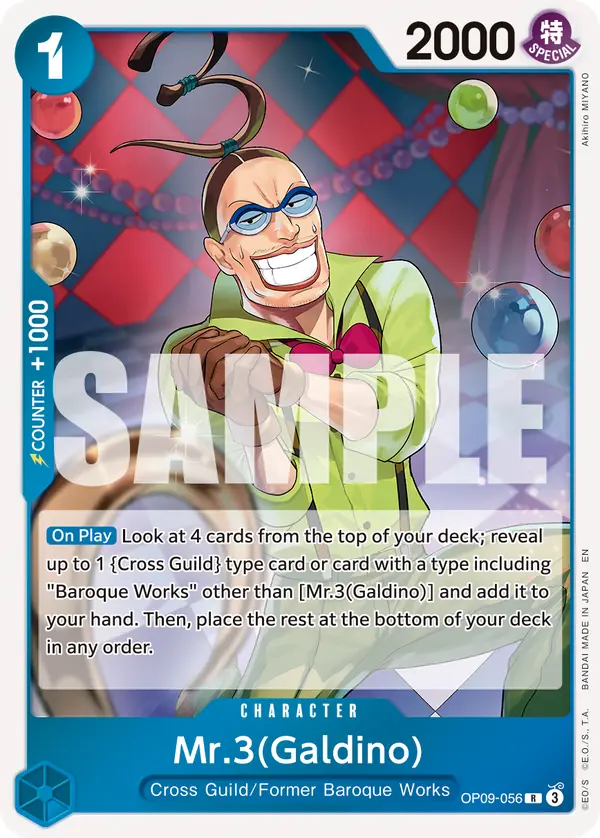 1
2000
特
SPECIAL
Akihiro MIYANO
COUNTER +1000
SAMPLE
On Play Look at 4 cards from the top of your deck; reveal
up to 1 {Cross Guild} type card or card with a type including
"Baroque Works" other than [Mr.3(Galdino)] and add it to
your hand. Then, place the rest at the bottom of your deck
in any order.
CHARACTER
Mr.3(Galdino)
Cross Guild/Former Baroque Works
OP09-056 R 3
©EO/S ©E.O./S., T.A. BANDAI MADE IN JAPAN EN